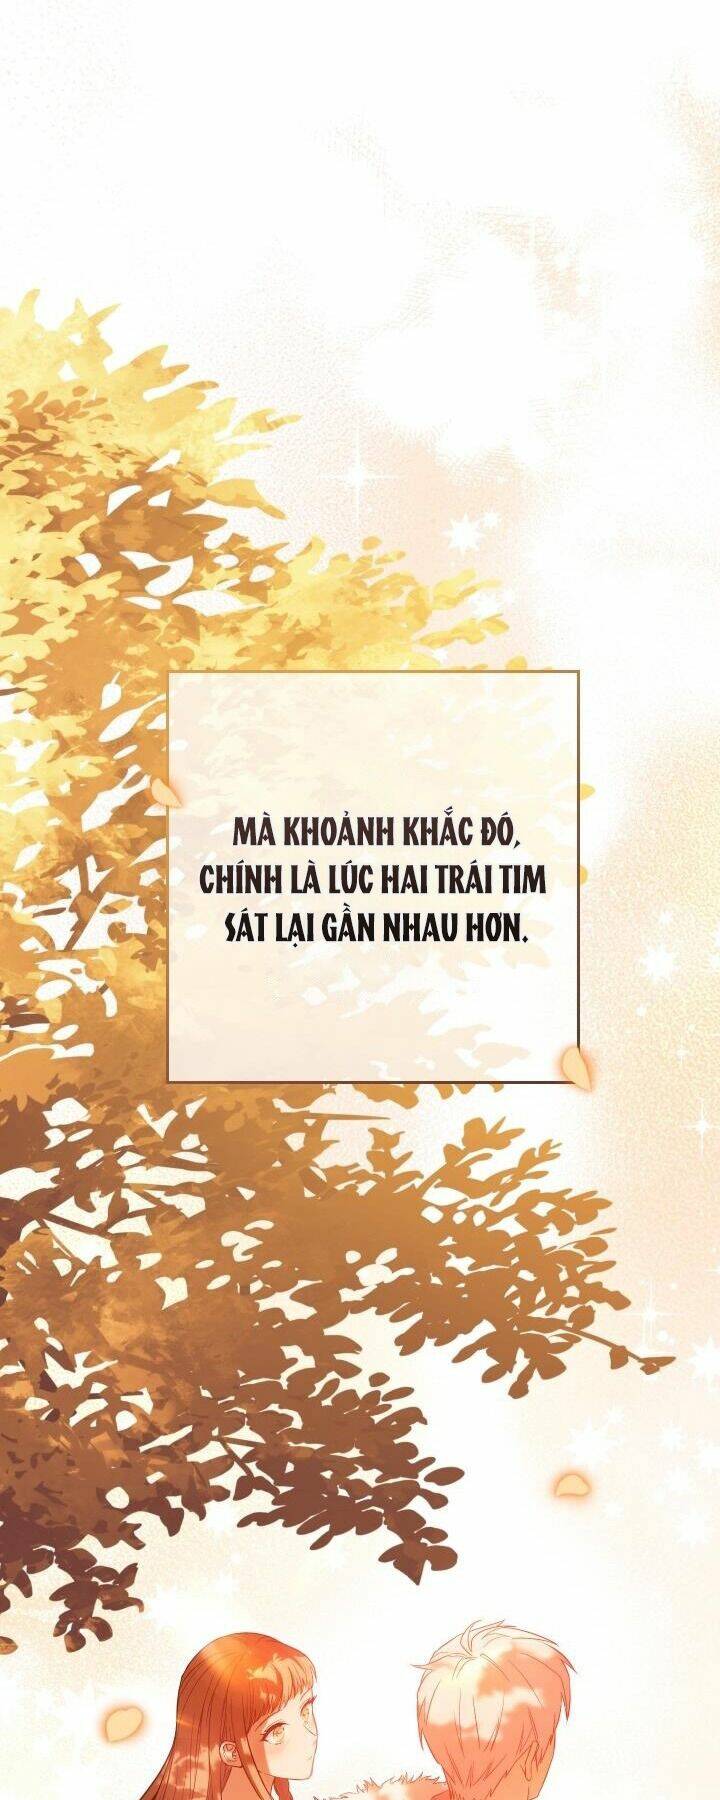 MÀ KHOẢNH KHẮC ĐÓ,
CHÍNH LÀ LÚC HAI TRÁI TIM
SÁT LẠI GẦN NHAU HƠN.